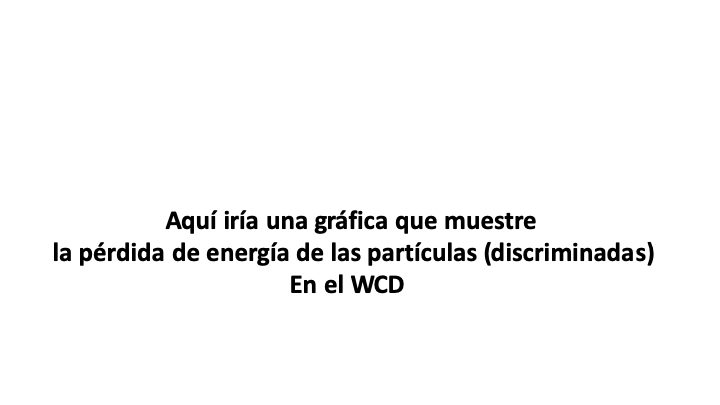 Aquí iría una gráfica que muestre
la pérdida de energía de las partículas (discriminadas)
En el WCD